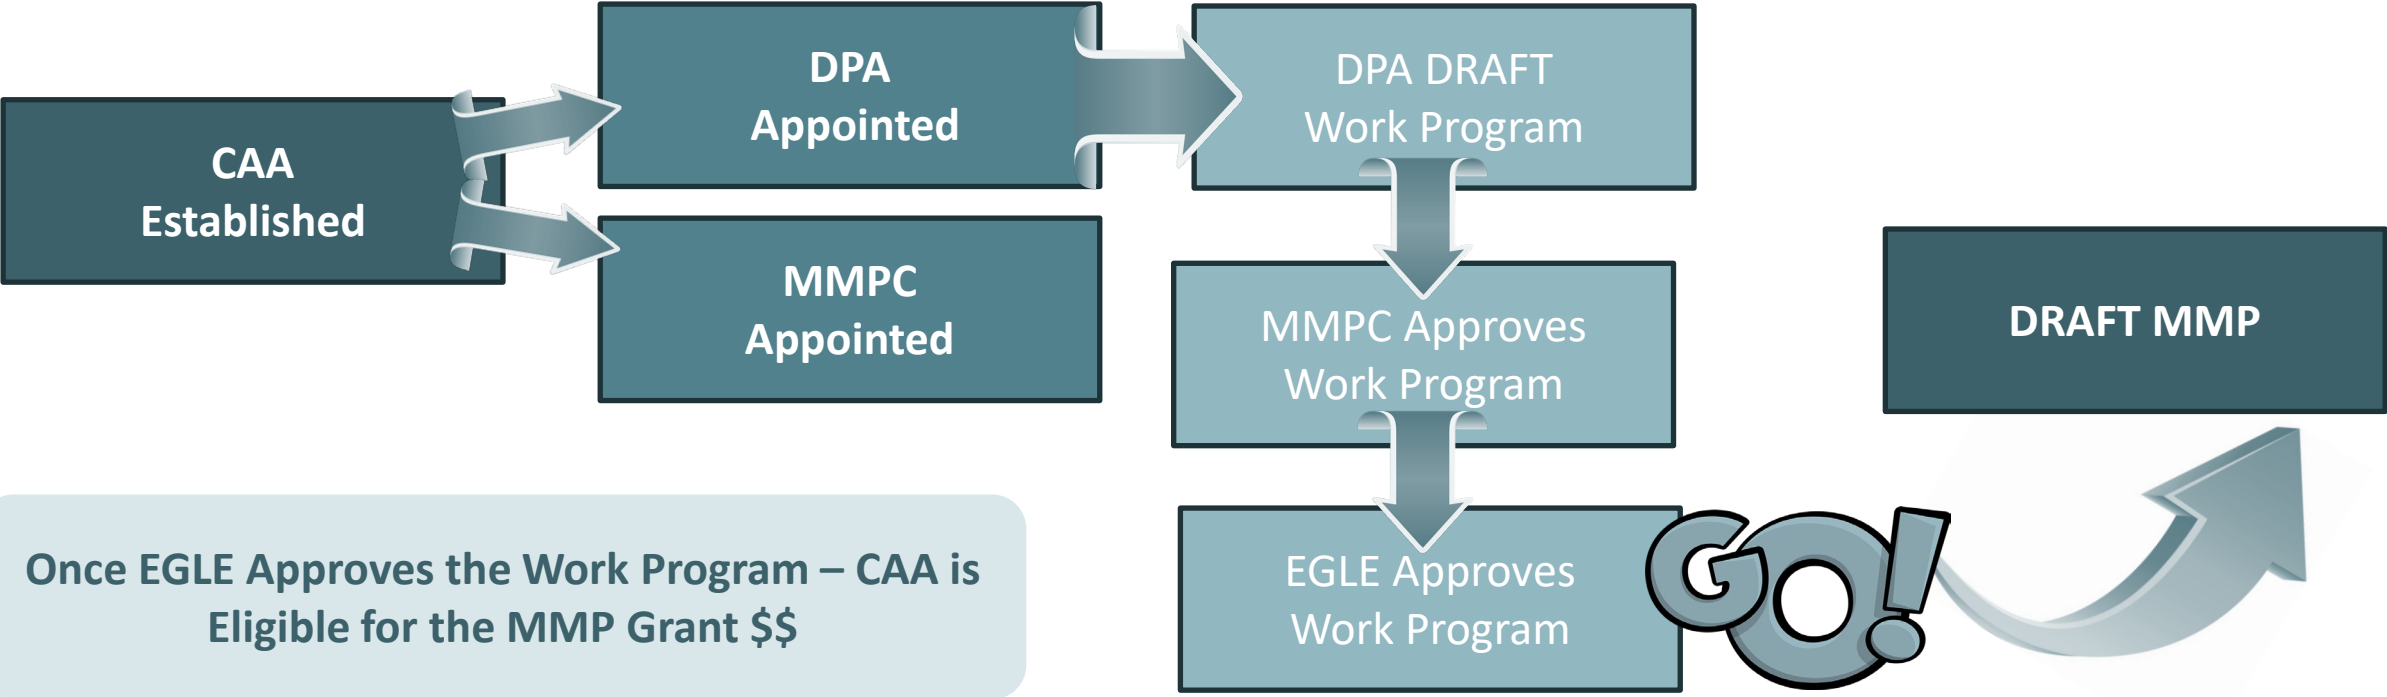 CAA
Established
DPA
Appointed
MMPC
Appointed
DPA DRAFT
Work Program
MMPC Approves
Work Program
EGLE Approves
Work Program
GO!
DRAFT MMP
Once EGLE Approves the Work Program – CAA is
Eligible for the MMP Grant $$